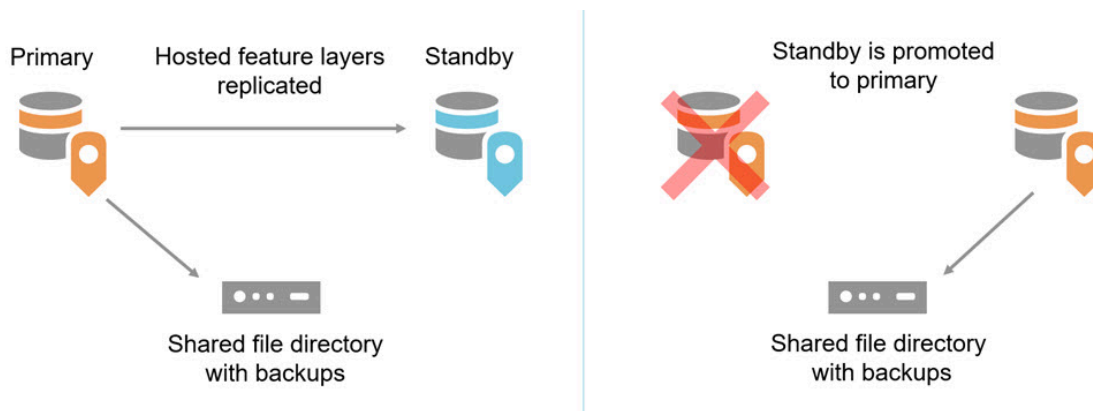 Primary
Hosted feature layers
replicated
Standby
Shared file directory
with backups
Standby is promoted
to primary
Shared file directory
with backups